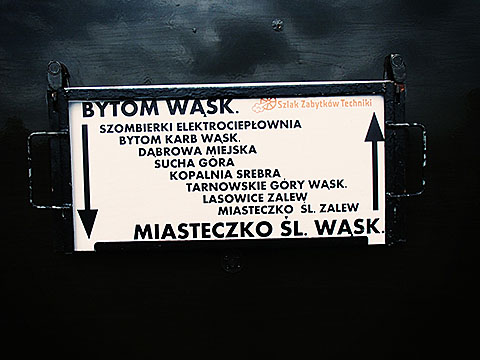 BYTOM WĄSK.
Szlak Zabytków Techniki
SZOMBIERKI ELEKTROCIEPŁOWNIA
BYTOM KARB WĄSK.
DĄBROWA MIEJSKA
SUCHA GÓRA
KOPALNIA SREBRA
TARNOWSKIE GÓRY WĄSK.
LASOWICE ZALEW
MIASTECZKO ŚL. ZALEW
MIASTECZKO ŚL. WĄSK.